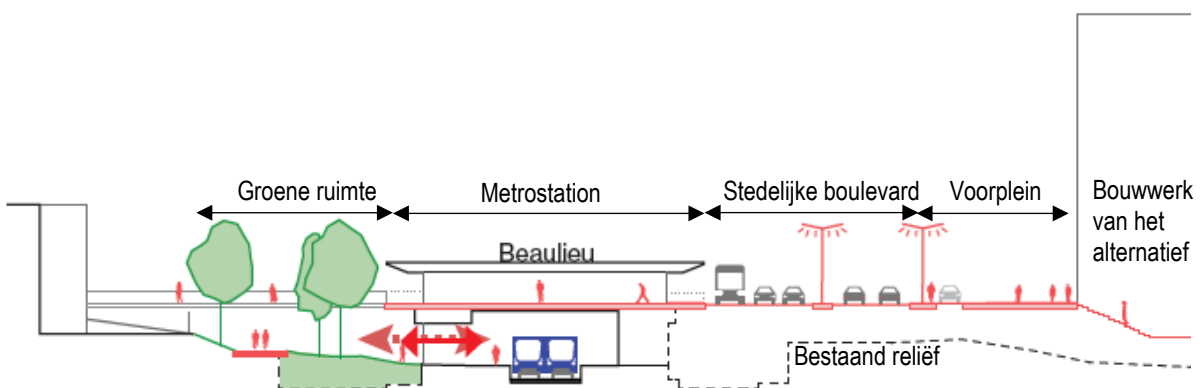 Groene ruimte
Metrostation
Stedelijke boulevard
Voorplein
Bouwwerk
van het
alternatief
Beaulieu
Bestaand reliëf